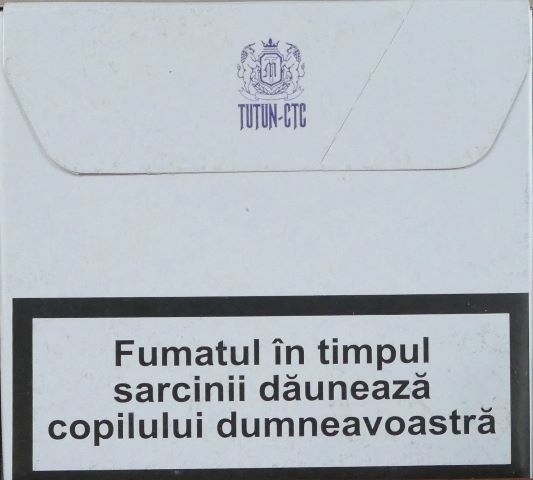 TUTUN-CTC
Fumatul în timpul
sarcinii dăunează
copilului dumneavoastră